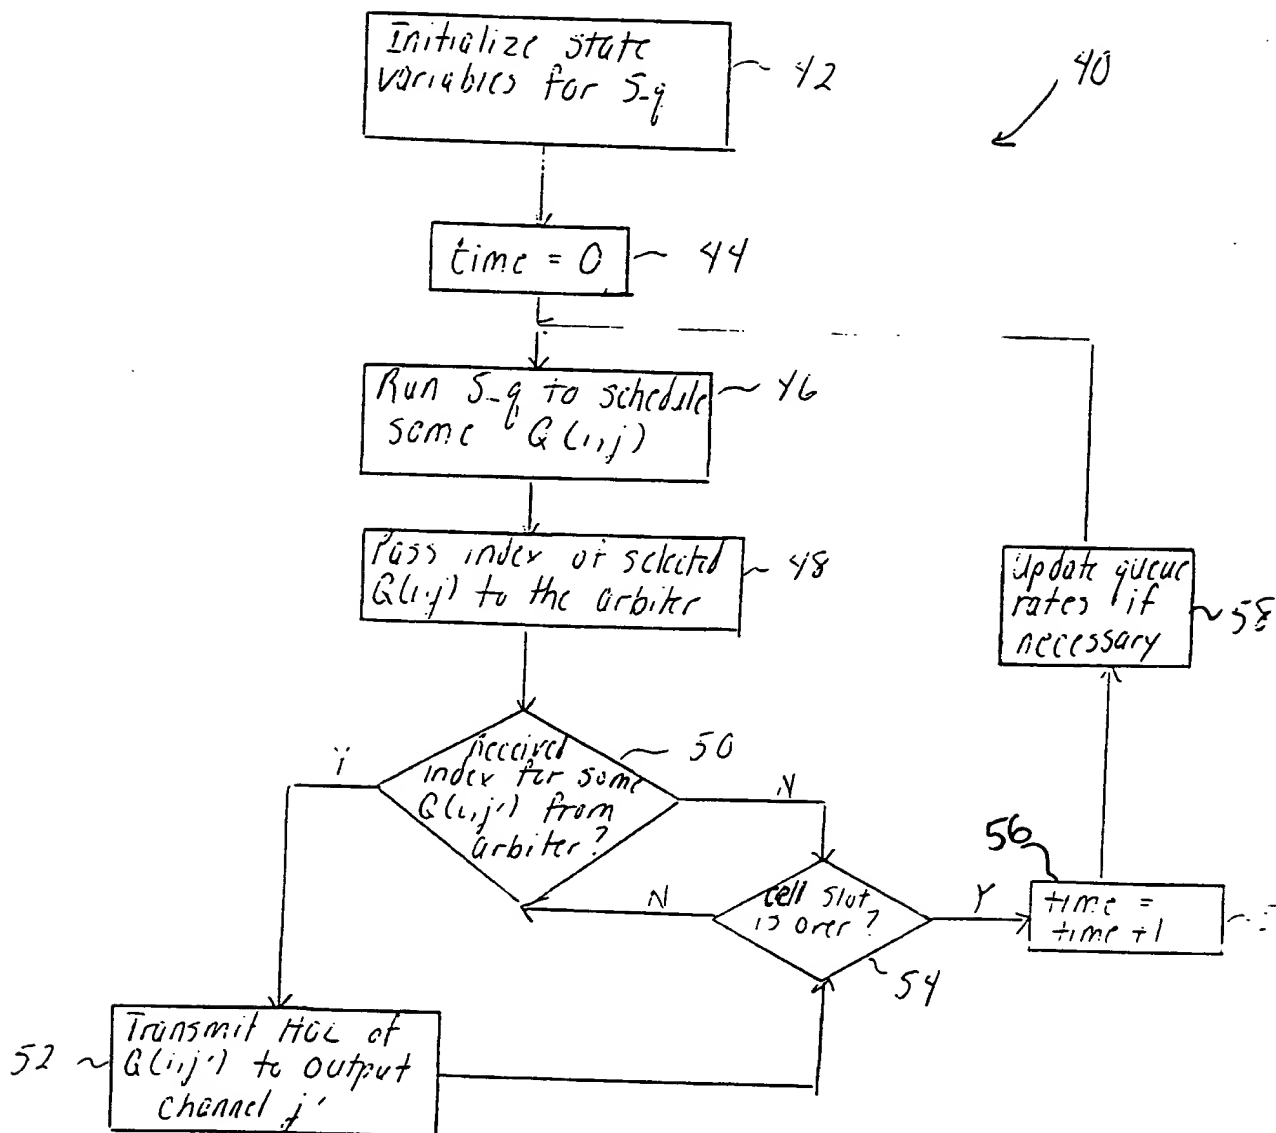 Initialize state
variables for S-q
42
40
time = 0
44
Run S-q to schedule
some Q(i,j)
46
Pass index of selected
Q(i,j) to the arbiter
48
Update queue
rates if
necessary
58
Received
index for some
Q(i,j') from
arbiter?
50
Y
N
cell slot
is over?
54
N
Y
56
time =
time +1
Transmit HOL of
Q(i,j') to output
channel j'
52